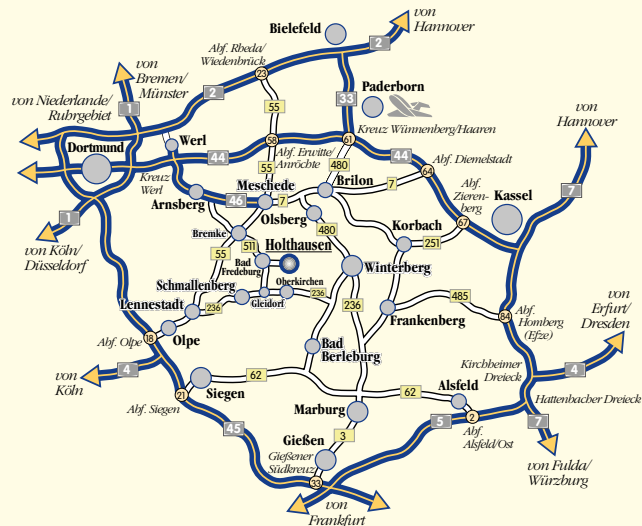 von
Hannover
Bielefeld
2
Abf. Rheda/
Wiedenbrück
23
von
Bremen/
Münster
2
33
Paderborn
von Niederlande/
Ruhrgebiet
1
55
Kreuz Wünnenberg/Haaren
von
Hannover
Werl
58
61
Dortmund
44
Abf. Erwitte/
Anröchte
480
44
Abf. Diemelstadt
Kreuz
Werl
55
64
7
Abf.
Zieren-
berg
Kassel
7
Meschede
Brilon
Arnsberg
46
7
Olsberg
67
1
Bremke
480
Korbach
251
von Köln/
Düsseldorf
55
511
Holthausen
Bad
Fredeburg
Winterberg
Schmallenberg
Oberkirchen
Lennestadt
236
Gleidorf
236
236
485
von
Erfurt/
Dresden
Frankenberg
84
Abf.
Homberg
(Efze)
Abf. Olpe
18
Olpe
Bad
Berleburg
Kirchheimer
Dreieck
4
4
von
Köln
62
62
Siegen
Alsfeld
21
Abf. Siegen
Hattenbacher Dreieck
Marburg
2
5
7
45
3
Abf.
Alsfeld/Ost
Gießen
Gießener
Südkreuz
33
von Fulda/
Würzburg
von
Frankfurt